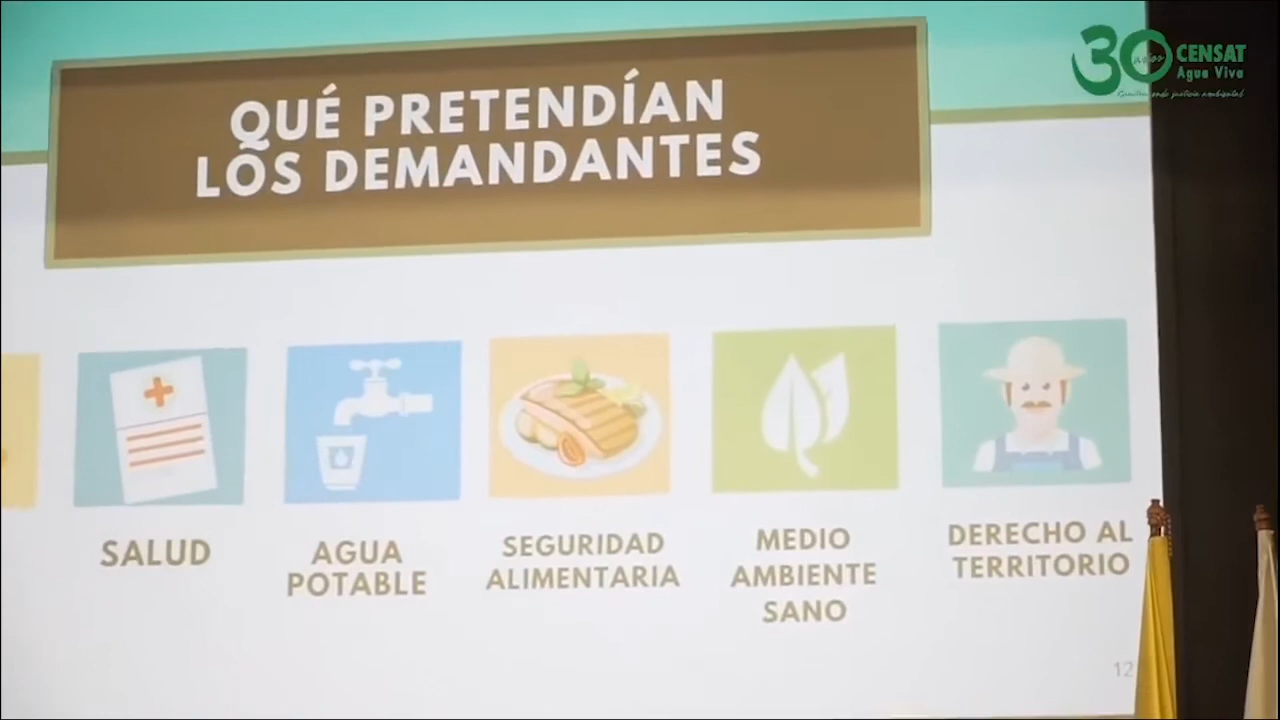 QUÉ PRETENDÍAN
LOS DEMANDANTES
30 años
CENSAT
Agua Viva
SALUD
AGUA
POTABLE
SEGURIDAD
ALIMENTARIA
MEDIO
AMBIENTE
SANO
DERECHO AL
TERRITORIO
12